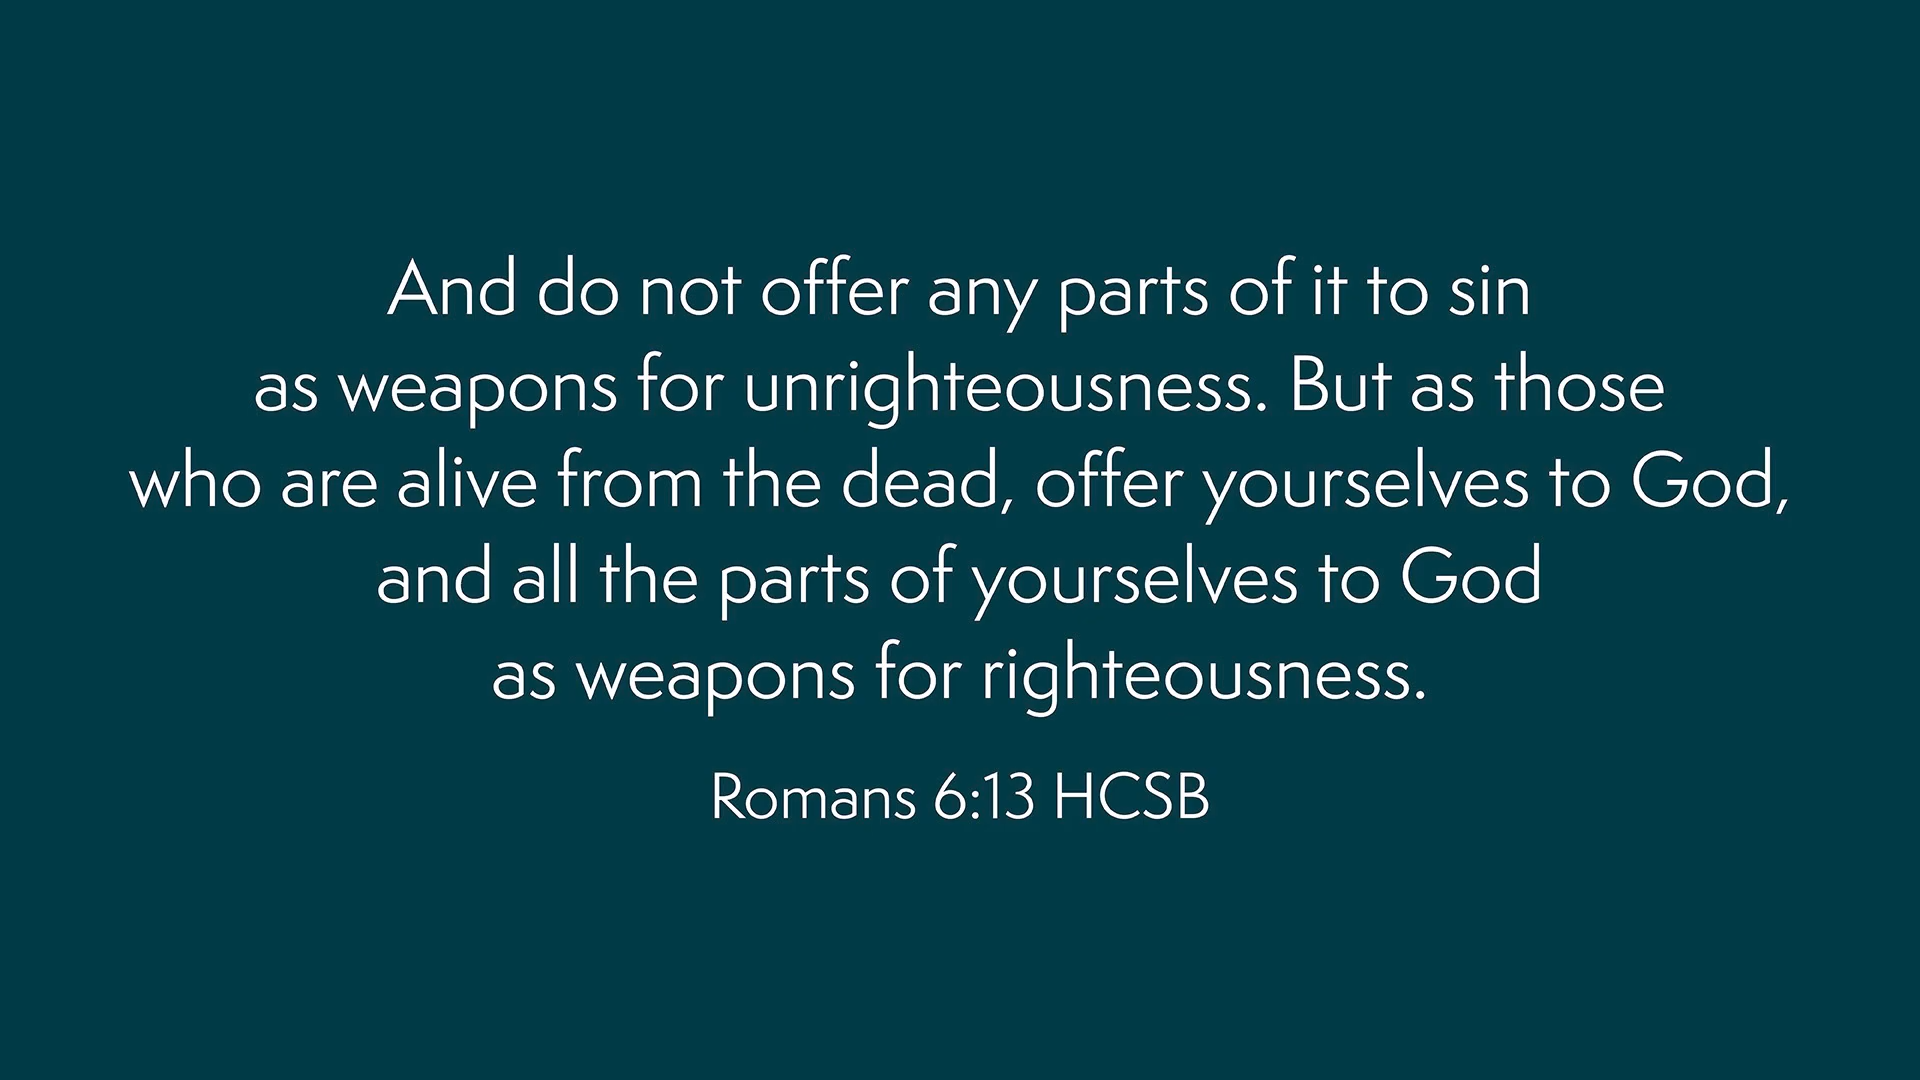 And do not offer any parts of it to sin
as weapons for unrighteousness. But as those
who are alive from the dead, offer yourselves to God,
and all the parts of yourselves to God
as weapons for righteousness.
Romans 6:13 HCSB